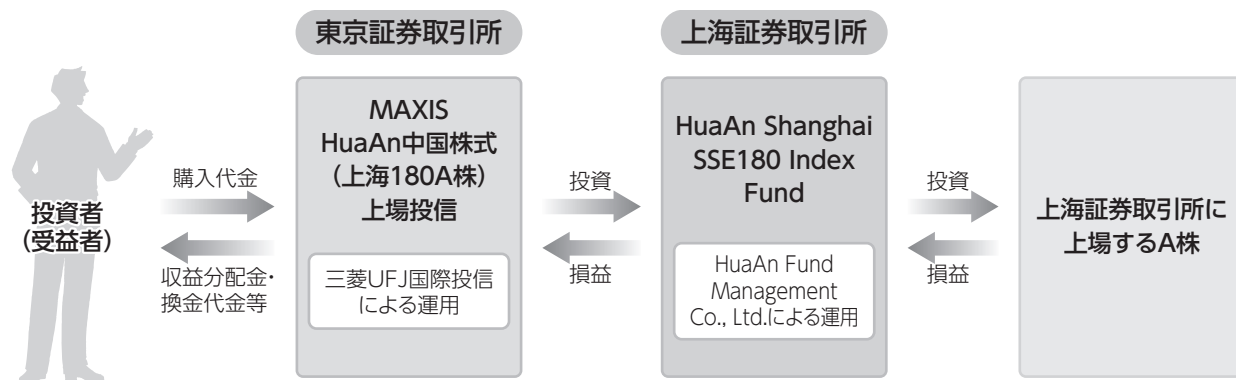 東京証券取引所
上海証券取引所
投資者
(受益者)
購入代金
収益分配金・
換金代金等
MAXIS
HuaAn中国株式
(上海180A株)
上場投信
三菱UFJ国際投信
による運用
投資
損益
HuaAn Shanghai
SSE180 Index
Fund
HuaAn Fund
Management
Co., Ltd.による運用
投資
損益
上海証券取引所に
上場するA株